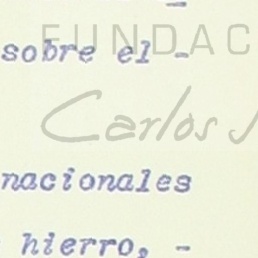 FUNDAC
sobre el -
Carlos
nacionales
hierro, -